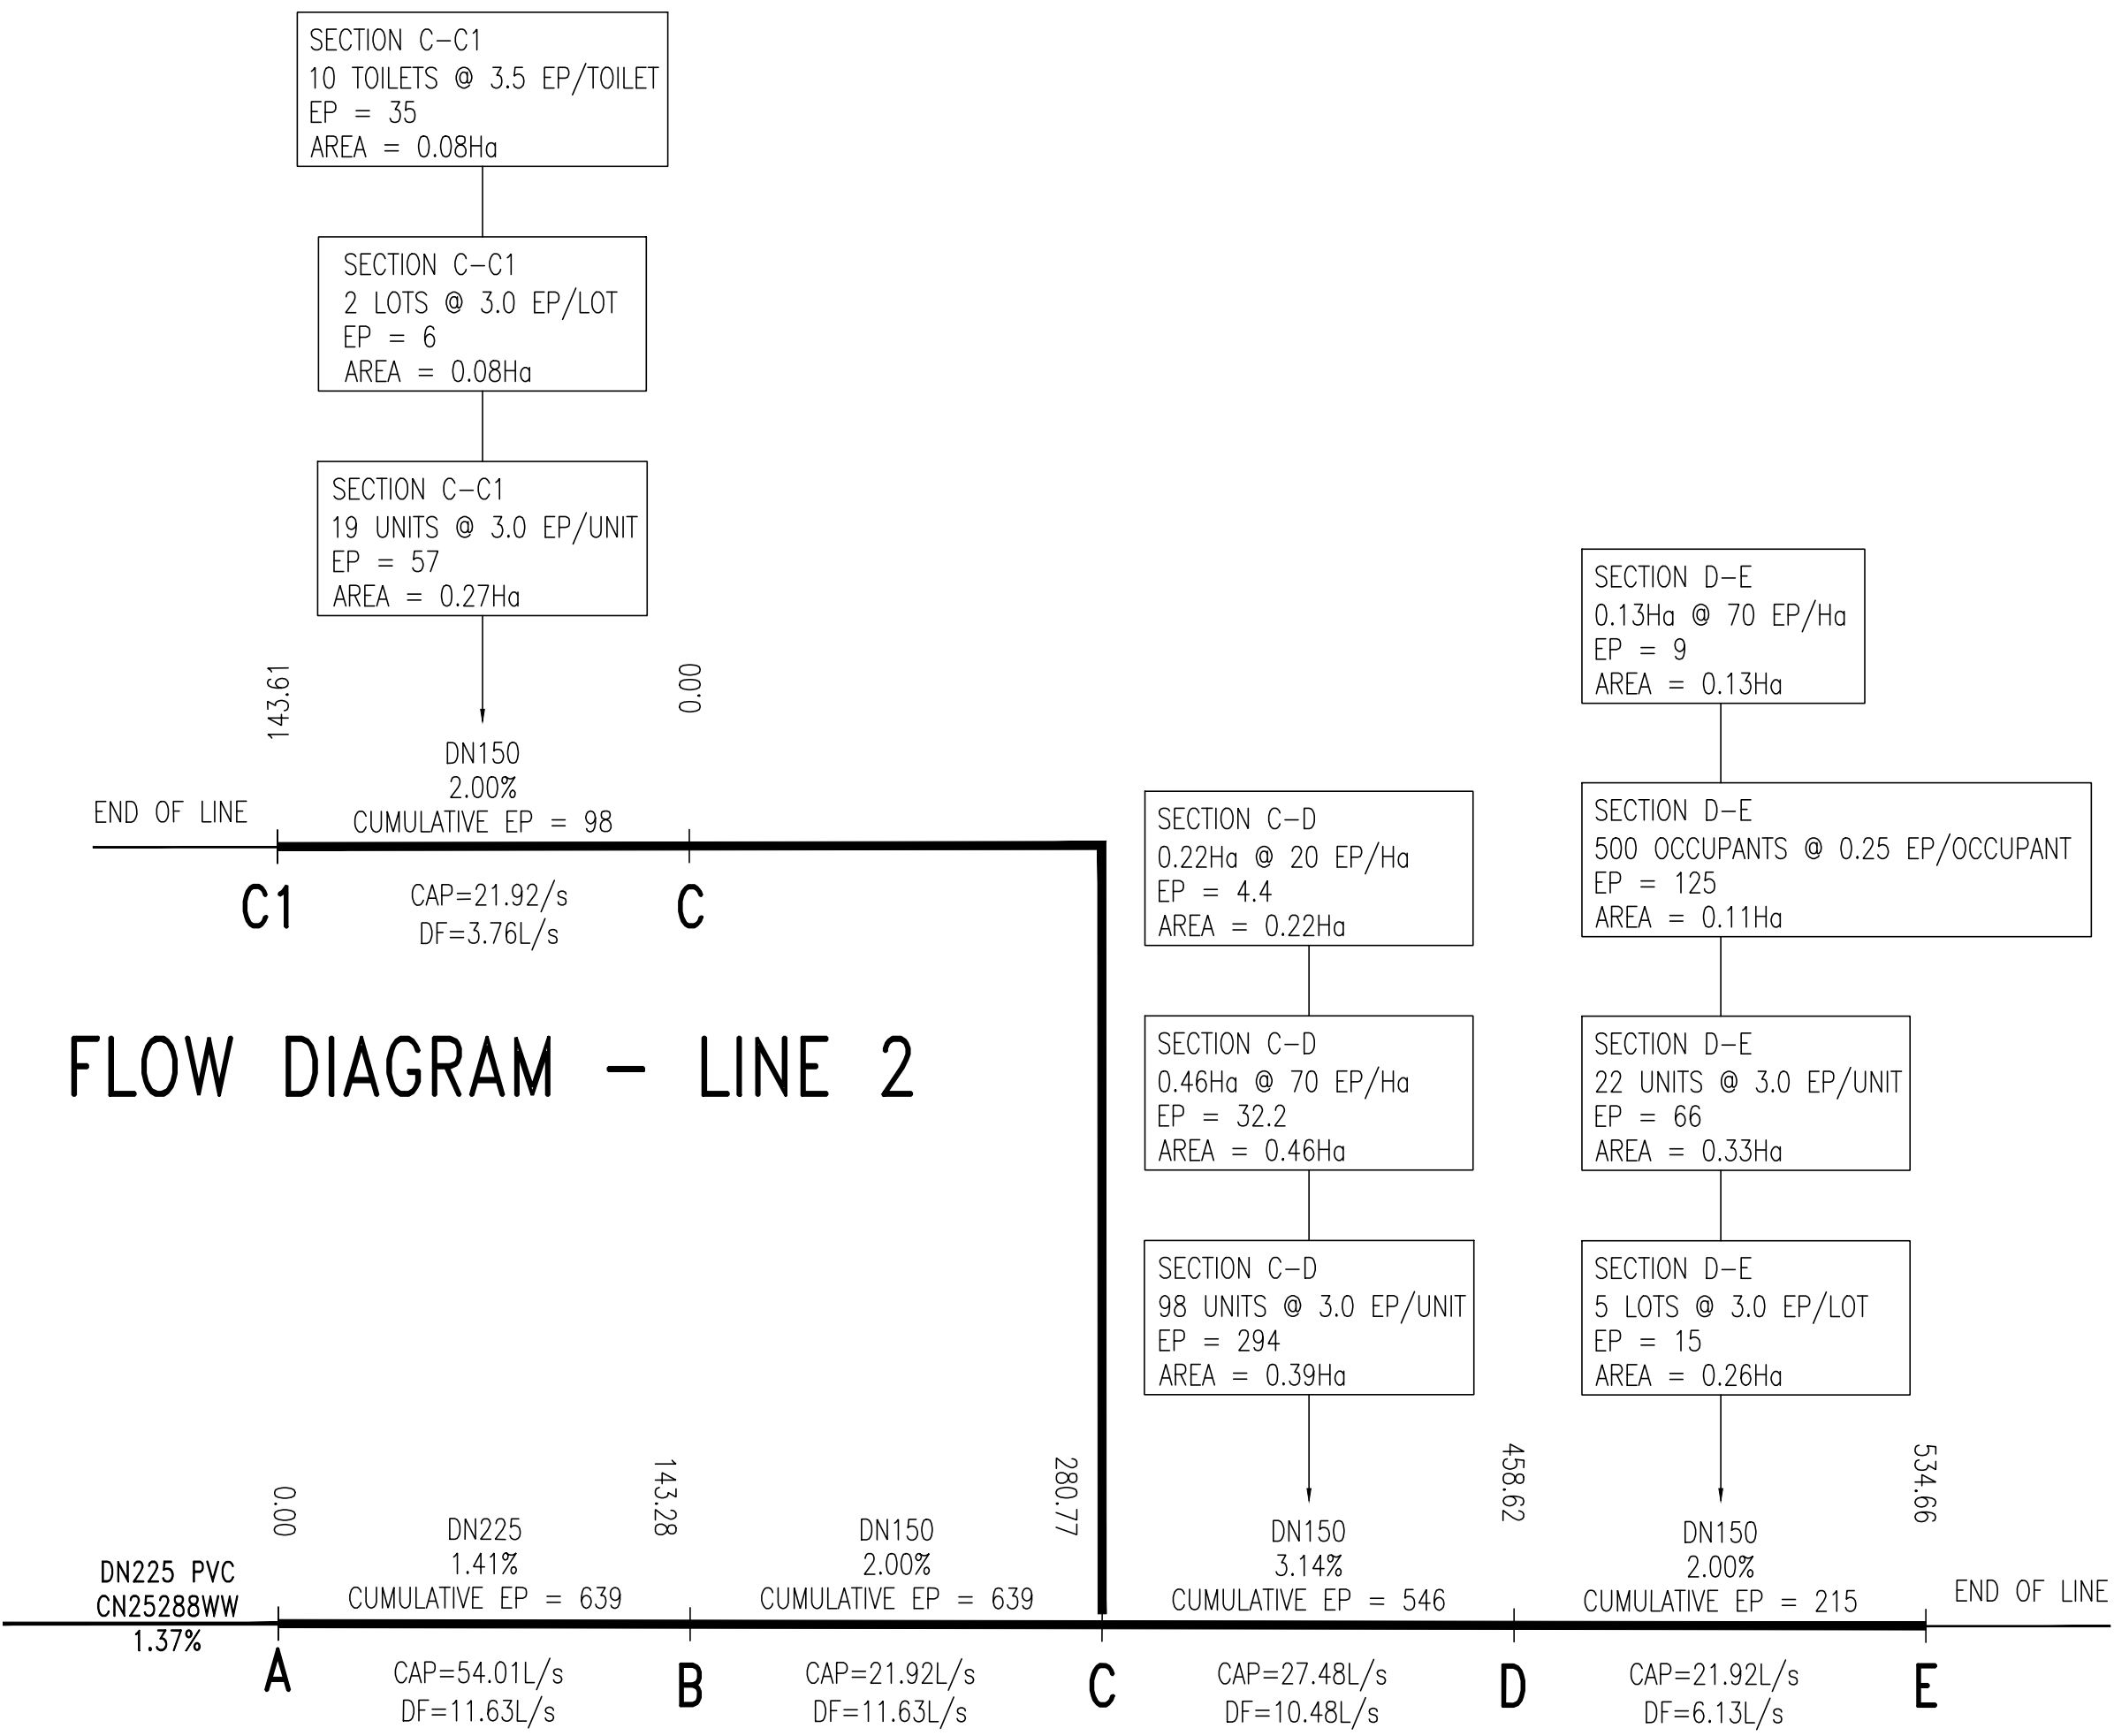 SECTION C-C1
10 TOILETS @ 3.5 EP/TOILET
EP = 35
AREA = 0.08Ha
SECTION C-C1
2 LOTS @ 3.0 EP/LOT
EP = 6
AREA = 0.08Ha
SECTION C-C1
19 UNITS @ 3.0 EP/UNIT
EP = 57
AREA = 0.27Ha
143.61
0.00
DN150
2.00%
CUMULATIVE EP = 98
END OF LINE
C1
C
CAP=21.92/s
DF=3.76L/s
FLOW DIAGRAM - LINE 2
SECTION C-D
0.22Ha @ 20 EP/Ha
EP = 4.4
AREA = 0.22Ha
SECTION C-D
0.46Ha @ 70 EP/Ha
EP = 32.2
AREA = 0.46Ha
SECTION C-D
98 UNITS @ 3.0 EP/UNIT
EP = 294
AREA = 0.39Ha
SECTION D-E
0.13Ha @ 70 EP/Ha
EP = 9
AREA = 0.13Ha
SECTION D-E
500 OCCUPANTS @ 0.25 EP/OCCUPANT
EP = 125
AREA = 0.11Ha
SECTION D-E
22 UNITS @ 3.0 EP/UNIT
EP = 66
AREA = 0.33Ha
SECTION D-E
5 LOTS @ 3.0 EP/LOT
EP = 15
AREA = 0.26Ha
0.00
143.28
280.77
458.62
534.66
DN225 PVC
CN25288WW
1.37%
DN225
1.41%
CUMULATIVE EP = 639
DN150
2.00%
CUMULATIVE EP = 639
DN150
3.14%
CUMULATIVE EP = 546
DN150
2.00%
CUMULATIVE EP = 215
END OF LINE
A
CAP=54.01L/s
DF=11.63L/s
B
CAP=21.92L/s
DF=11.63L/s
C
CAP=27.48L/s
DF=10.48L/s
D
CAP=21.92L/s
DF=6.13L/s
E